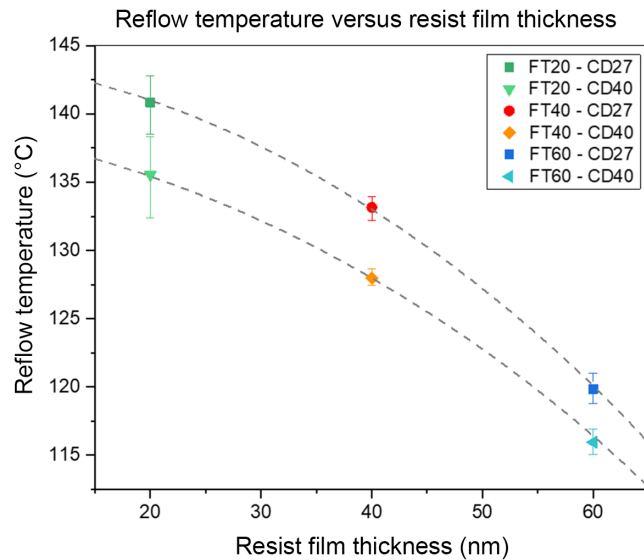 Reflow temperature versus resist film thickness
145
140
135
130
125
120
115
20
30
40
50
60
Reflow temperature (°C)
Resist film thickness (nm)
FT20 - CD27
FT20 - CD40
FT40 - CD27
FT40 - CD40
FT60 - CD27
FT60 - CD40